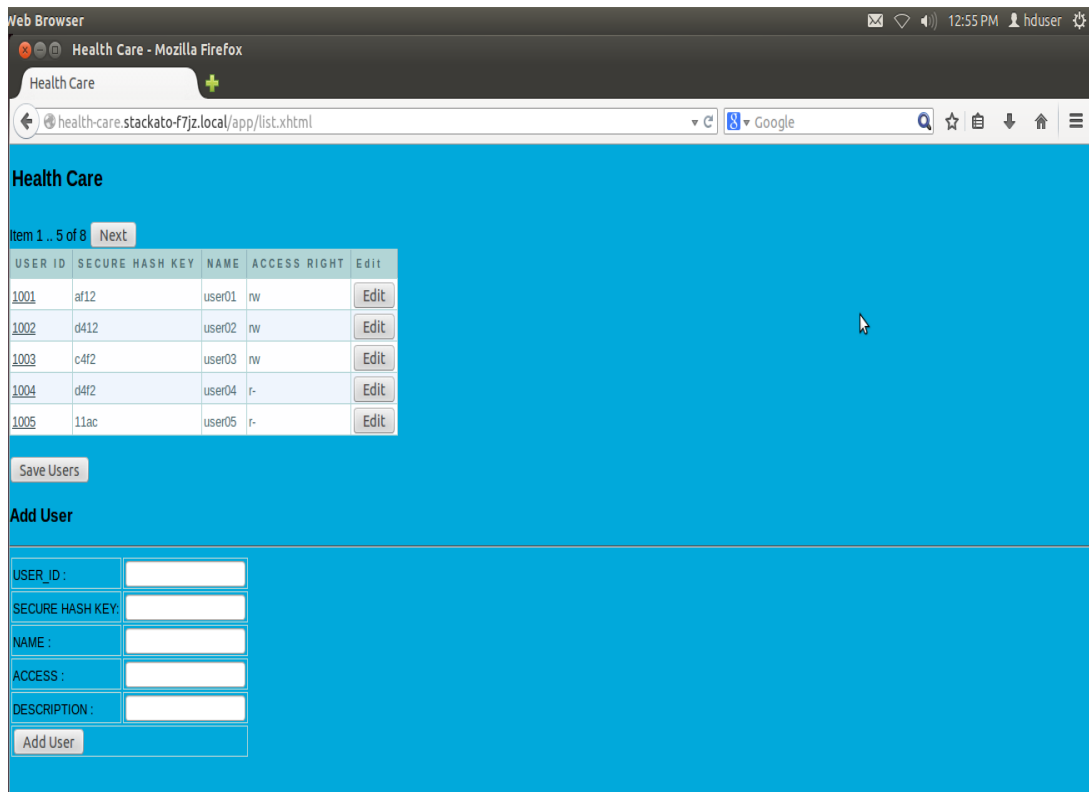 Web Browser 12:55 PM hduser
Health Care - Mozilla Firefox
Health Care
health-care.stackato-f7jz.local/app/list.xhtml 8 Google
Health Care
Item 1 .. 5 of 8 Next
USER ID SECURE HASH KEY NAME ACCESS RIGHT Edit
1001 af12 user01 rw Edit
1002 d412 user02 rw Edit
1003 c4f2 user03 rw Edit
1004 d4f2 user04 r- Edit
1005 11ac user05 r- Edit
Save Users
Add User
USER_ID :
SECURE HASH KEY:
NAME :
ACCESS :
DESCRIPTION :
Add User